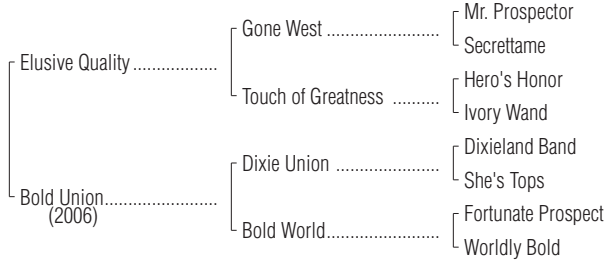 Mr. Prospector
Gone West ......................
Secrettame
Elusive Quality .................
Hero's Honor
Touch of Greatness ..........
Ivory Wand
Dixieland Band
Dixie Union .....................
She's Tops
Bold Union.......................
(2006)
Fortunate Prospect
Bold World.......................
Worldly Bold